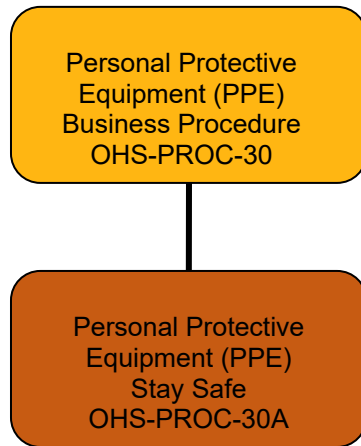 Personal Protective
Equipment (PPE)
Business Procedure
OHS-PROC-30
Personal Protective
Equipment (PPE)
Stay Safe
OHS-PROC-30A